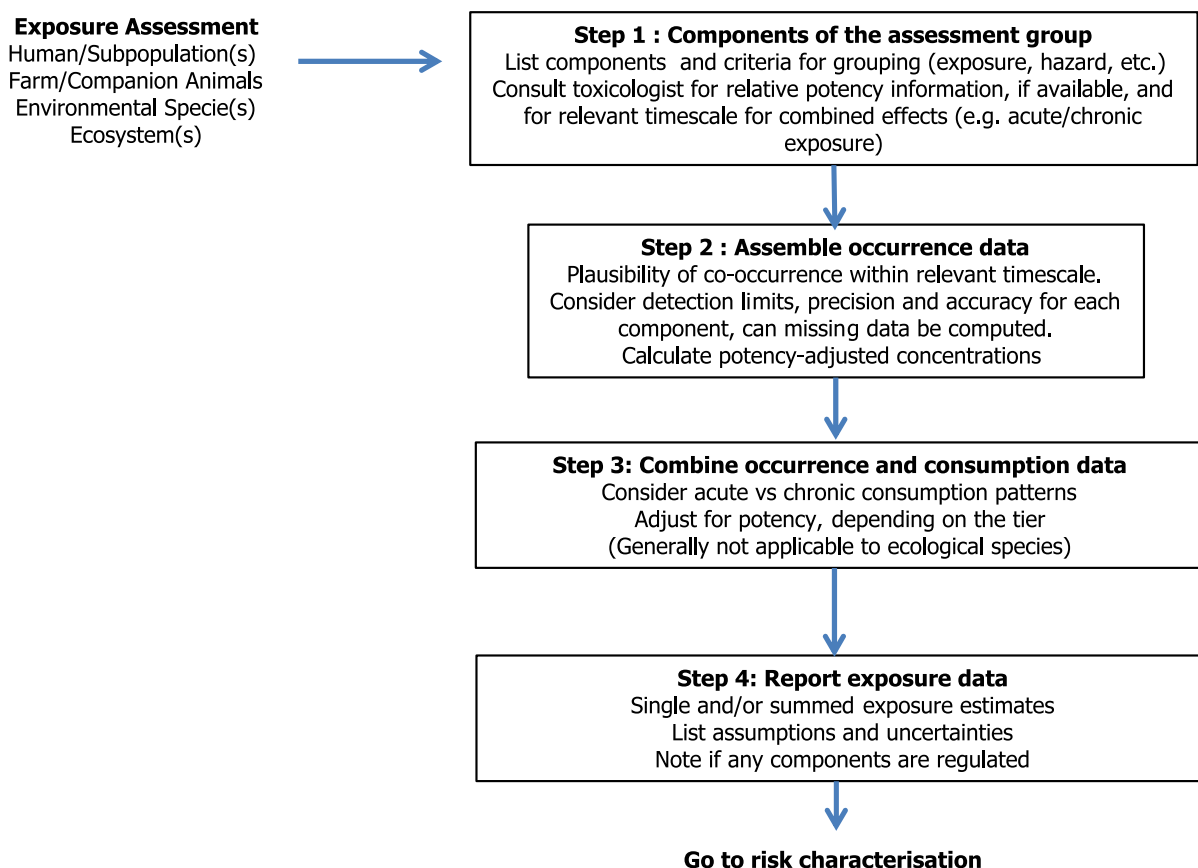 Exposure Assessment
Human/Subpopulation(s)
Farm/Companion Animals
Environmental Specie(s)
Ecosystem(s)
Step 1 : Components of the assessment group
List components and criteria for grouping (exposure, hazard, etc.)
Consult toxicologist for relative potency information, if available, and
for relevant timescale for combined effects (e.g. acute/chronic
exposure)
Step 2 : Assemble occurrence data
Plausibility of co-occurrence within relevant timescale.
Consider detection limits, precision and accuracy for each
component, can missing data be computed.
Calculate potency-adjusted concentrations
Step 3: Combine occurrence and consumption data
Consider acute vs chronic consumption patterns
Adjust for potency, depending on the tier
(Generally not applicable to ecological species)
Step 4: Report exposure data
Single and/or summed exposure estimates
List assumptions and uncertainties
Note if any components are regulated
Go to risk characterisation